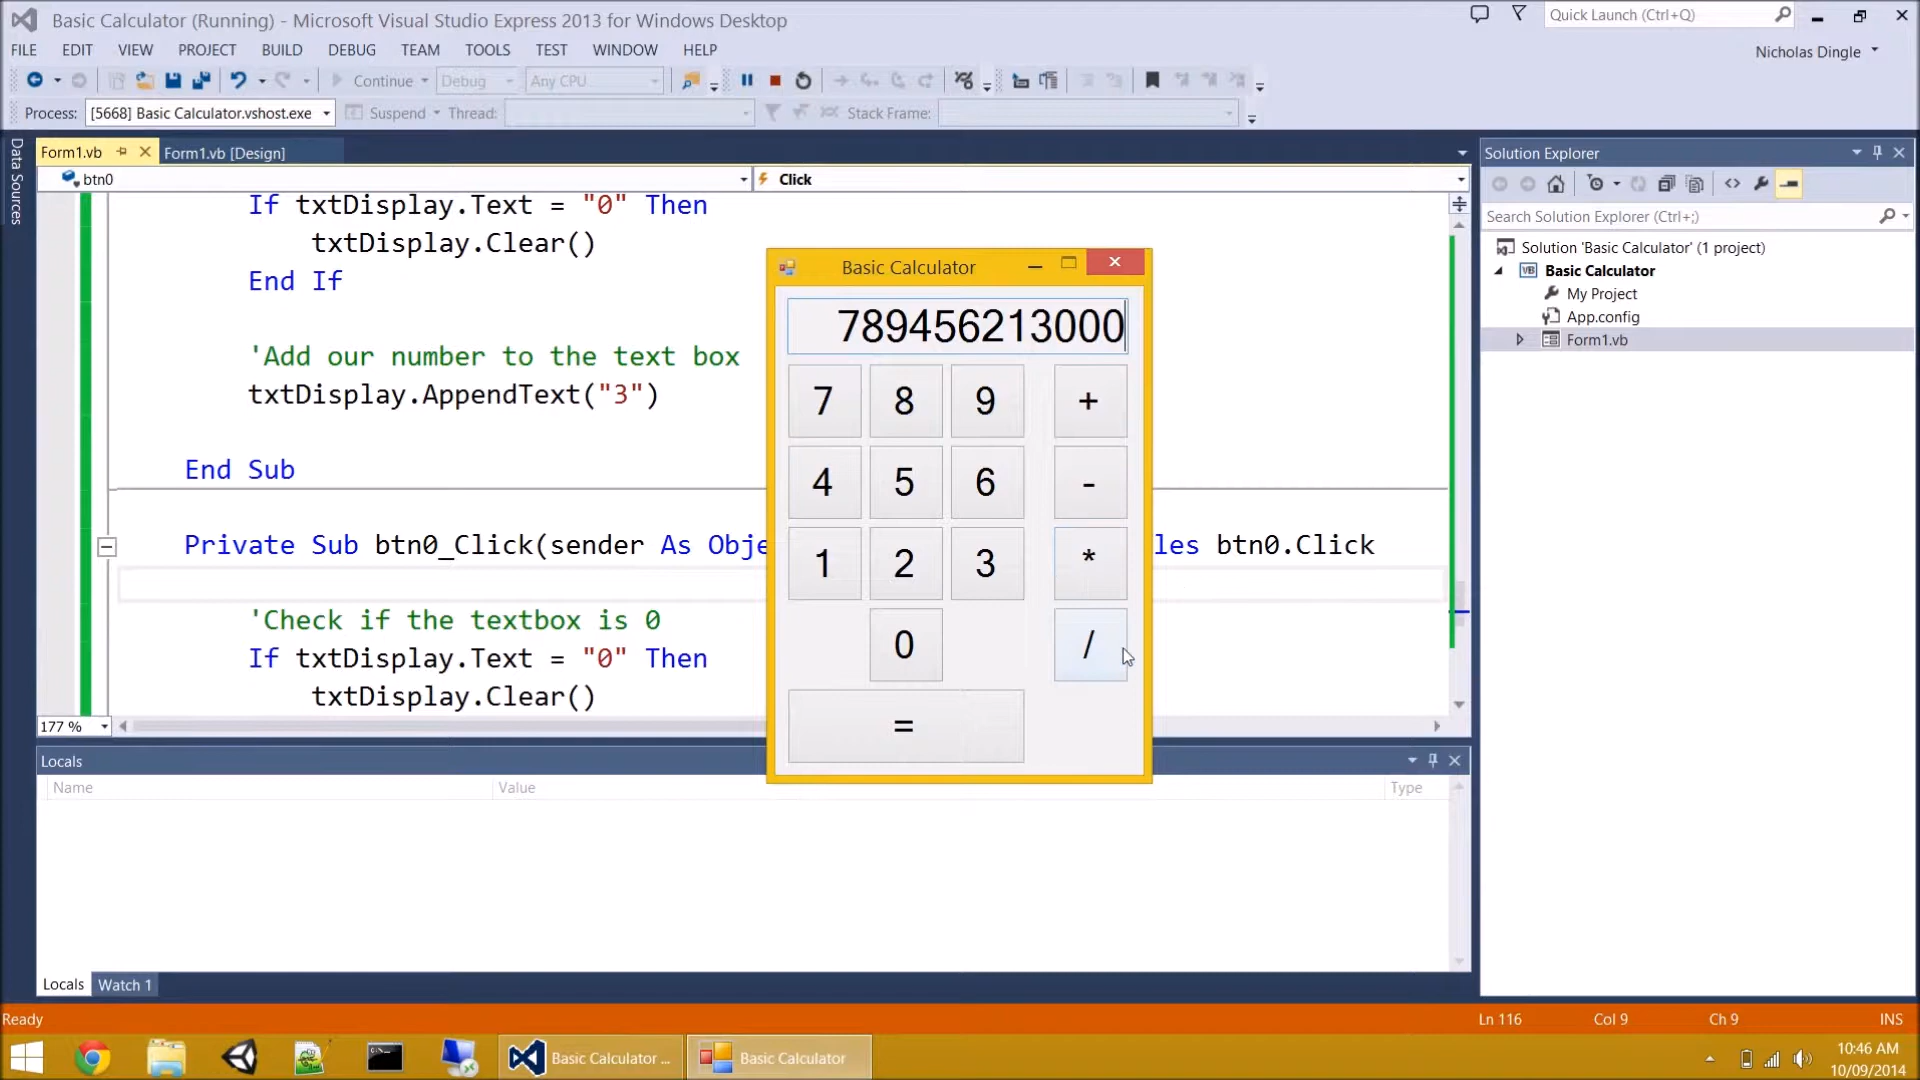 Basic Calculator (Running) - Microsoft Visual Studio Express 2013 for Windows Desktop
Quick Launch (Ctrl+Q)
FILE EDIT VIEW PROJECT BUILD DEBUG TEAM TOOLS TEST WINDOW HELP
Nicholas Dingle
Continue Debug Any CPU
Process: [5668] Basic Calculator.vshost.exe Suspend Thread: Stack Frame:
Data Sources
Form1.vb Form1.vb [Design]
Solution Explorer
btn0 Click
Search Solution Explorer (Ctrl+;)
Solution 'Basic Calculator' (1 project)
Basic Calculator
My Project
App.config
Form1.vb
If txtDisplay.Text = "0" Then
txtDisplay.Clear()
End If
'Add our number to the text box
txtDisplay.AppendText("3")
End Sub
Private Sub btn0_Click(sender As Obje
les btn0.Click
'Check if the textbox is 0
If txtDisplay.Text = "0" Then
txtDisplay.Clear()
Basic Calculator
789456213000
7 8 9 +
4 5 6 -
1 2 3 *
0 /
=
177 %
Locals
Name Value Type
Locals Watch 1
Ready Ln 116 Col 9 Ch 9 INS
Basic Calculator ... Basic Calculator
10:46 AM
10/09/2014